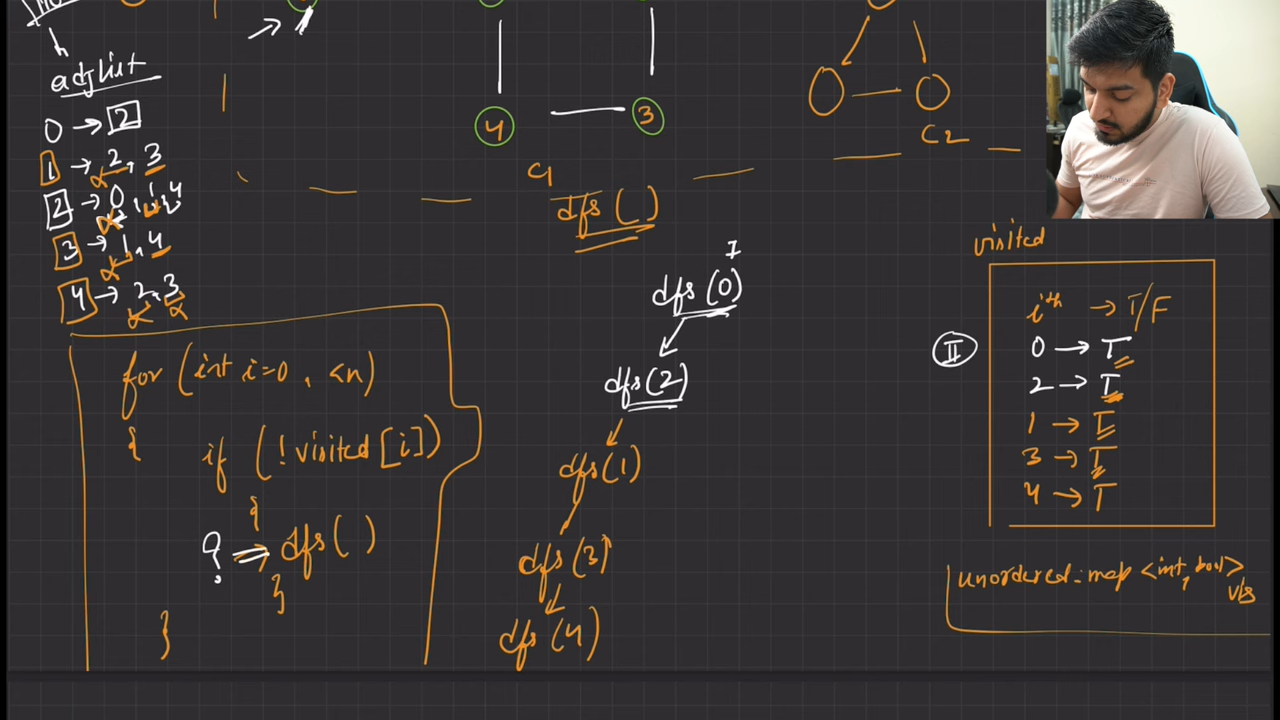 adjlist
0 → 2
1 → 2, 3
2 → 0, 1, 4
3 → 1, 4
4 → 2, 3
4
3
C1
C2
dfs ( )
for (int i=0, <n)
{
if (! visited [i])
{
? ⇒ dfs ( )
}
}
I
dfs (0)
dfs (2)
dfs (1)
dfs (3)
dfs (4)
visited
II
ith → T/F
0 → T
2 → T
1 → T
3 → T
4 → T
unordered_map <int, bool>
vis